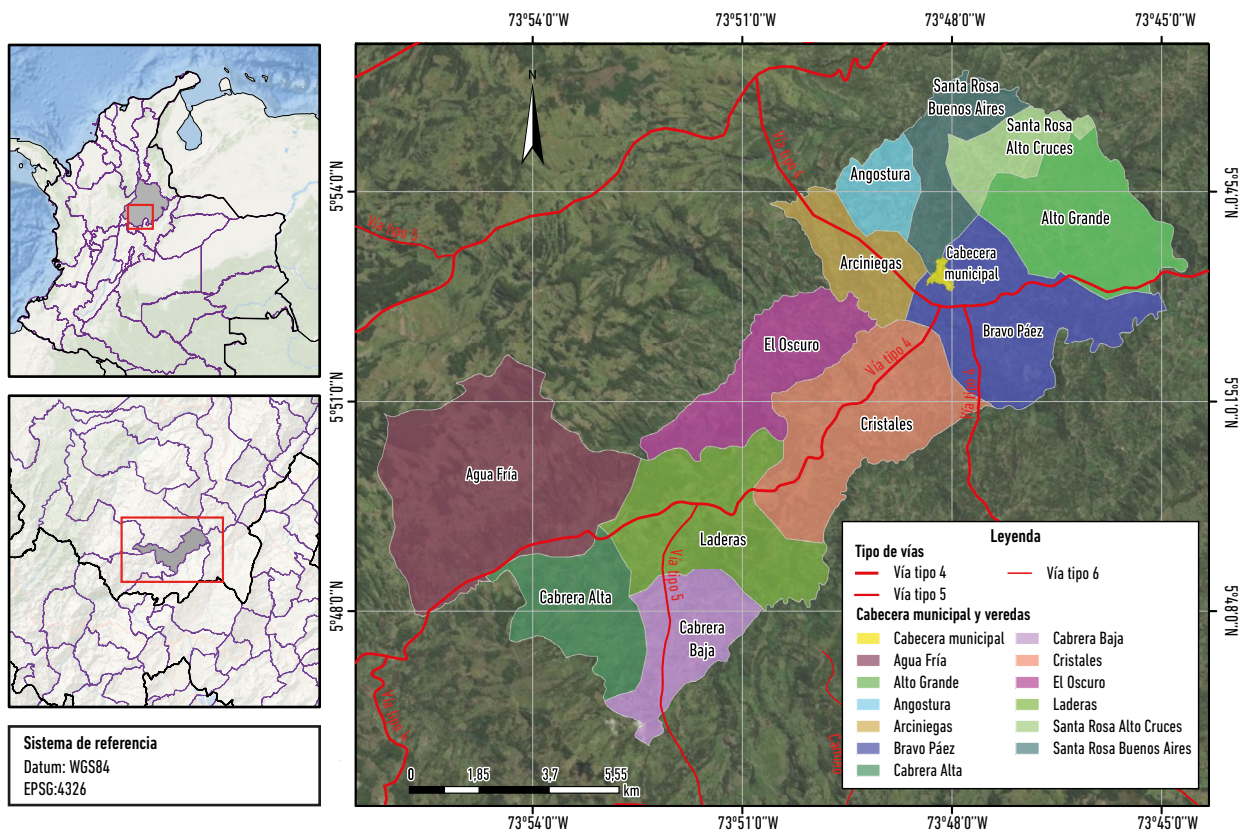 73°54'0"W
73°51'0"W
73°48'0"W
73°45'0"W
N
5°54'0"N
5°51'0"N
5°48'0"N
5°54'0"N
5°51'0"N
5°48'0"N
Santa Rosa
Buenos Aires
Santa Rosa
Alto Cruces
Angostura
Alto Grande
Arciniegas
Cabecera
municipal
Bravo Páez
El Oscuro
Cristales
Agua Fría
Laderas
Cabrera Alta
Cabrera
Baja
Vía tipo 4
Vía tipo 5
Leyenda
Tipo de vías
Vía tipo 4
Vía tipo 5
Vía tipo 6
Cabecera municipal y veredas
Cabecera municipal
Agua Fría
Alto Grande
Angostura
Arciniegas
Bravo Páez
Cabrera Alta
Cabrera Baja
Cristales
El Oscuro
Laderas
Santa Rosa Alto Cruces
Santa Rosa Buenos Aires
0 1,85 3,7 5,55
km
73°54'0"W
73°51'0"W
73°48'0"W
73°45'0"W
Sistema de referencia
Datum: WGS84
EPSG:4326